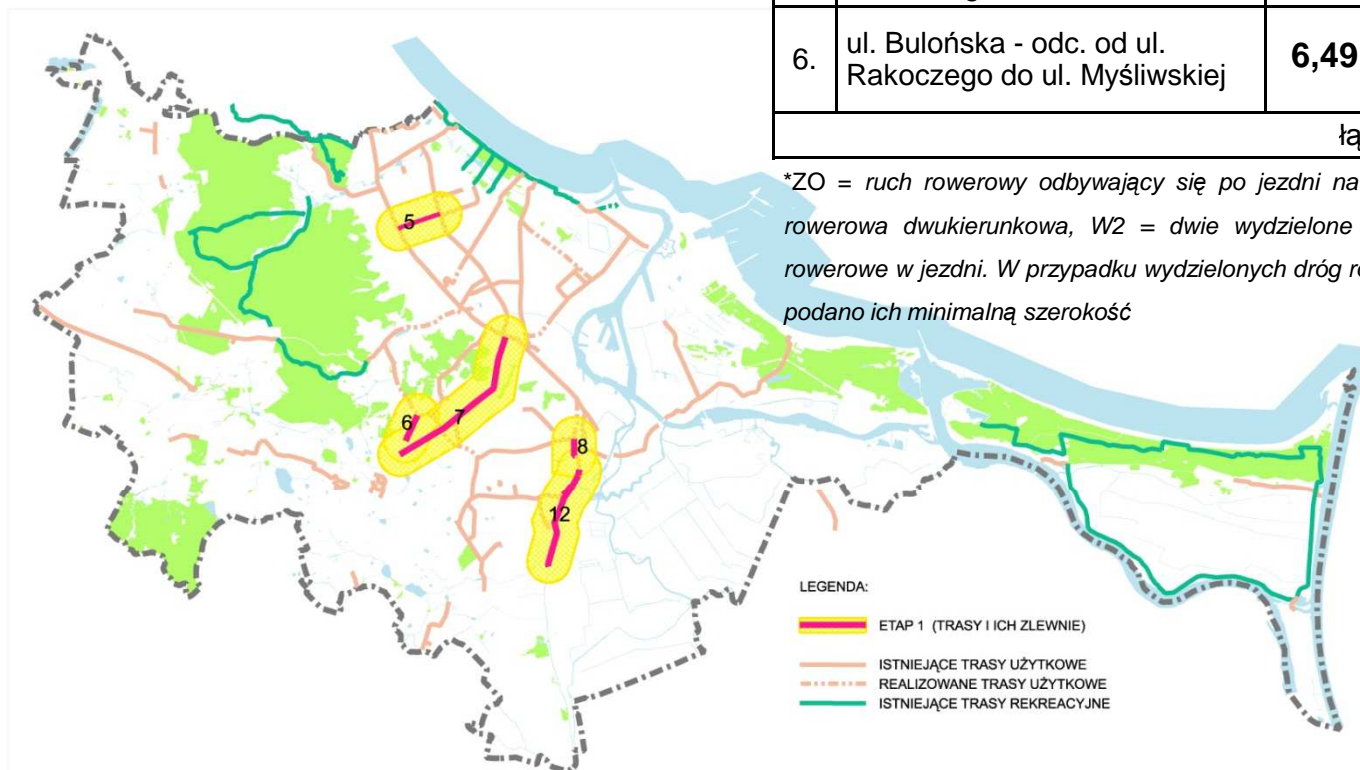 6. ul. Bulońska - odc. od ul. Rakoczego do ul. Myśliwskiej 6,49
łą
*ZO = ruch rowerowy odbywający się po jezdni na
rowerowa dwukierunkowa, W2 = dwie wydzielone
rowerowe w jezdni. W przypadku wydzielonych dróg
podano ich minimalną szerokość
5
6
7
8
12
LEGENDA:
ETAP 1 (TRASY I ICH ZLEWNIE)
ISTNIEJĄCE TRASY UŻYTKOWE
REALIZOWANE TRASY UŻYTKOWE
ISTNIEJĄCE TRASY REKREACYJNE